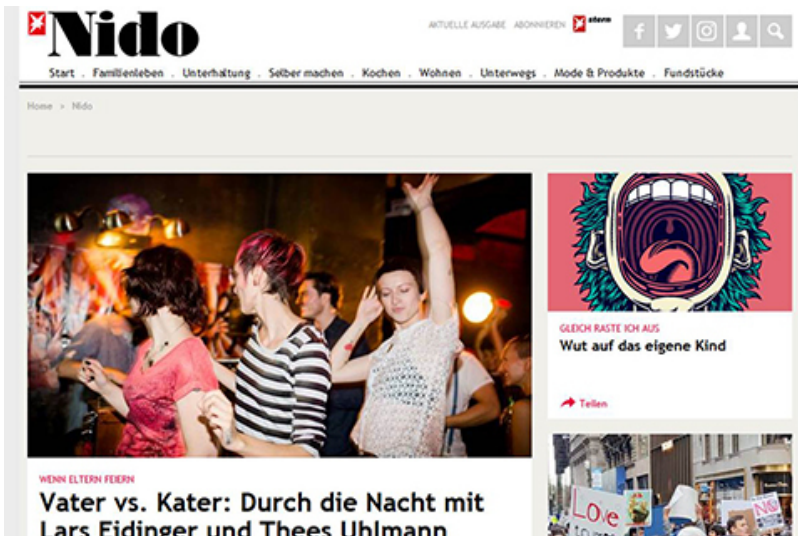 Nido
AKTUELLE AUSGABE ABONNIEREN stern
f
Start . Familienleben . Unterhaltung . Selber machen . Kochen . Wohnen . Unterwegs . Mode & Produkte . Fundstücke
Home > Nido
GLEICH RASTE ICH AUS
Wut auf das eigene Kind
Teilen
WENN ELTERN FEIERN
Vater vs. Kater: Durch die Nacht mit
Lars Eidinger und Thees Uhlmann
Love
NO